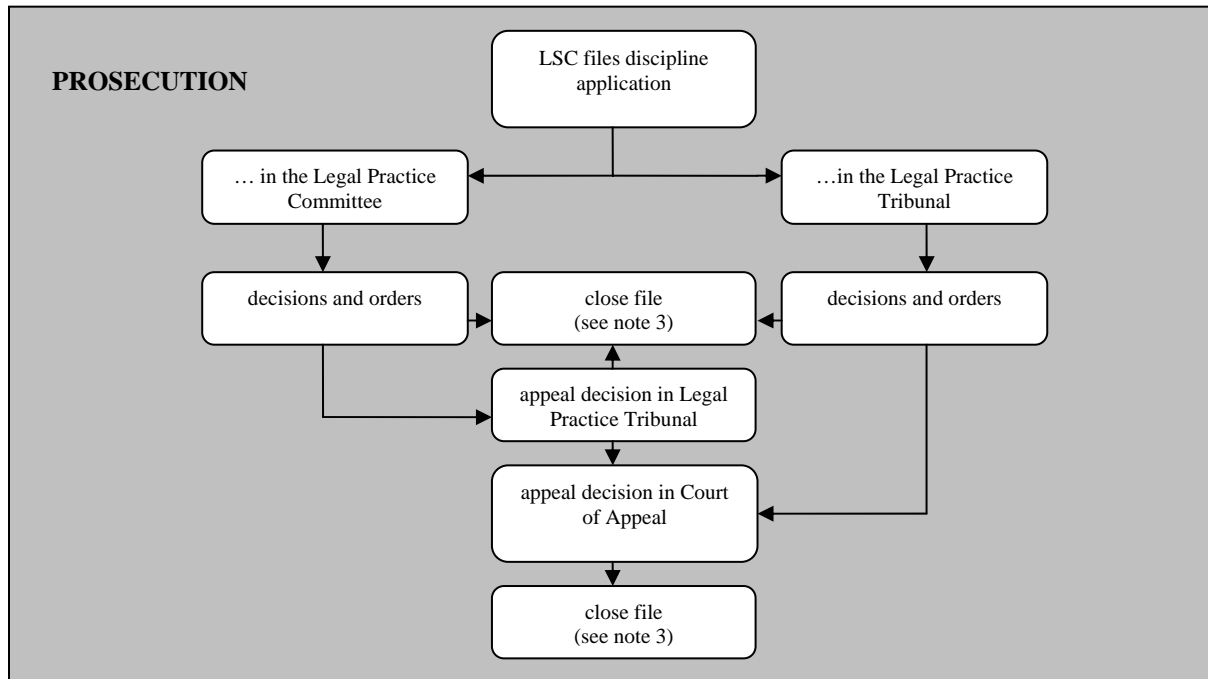 LSC files discipline
application
PROSECUTION
… in the Legal Practice
Committee
…in the Legal Practice
Tribunal
decisions and orders
close file
(see note 3)
decisions and orders
appeal decision in Legal
Practice Tribunal
appeal decision in Court
of Appeal
close file
(see note 3)